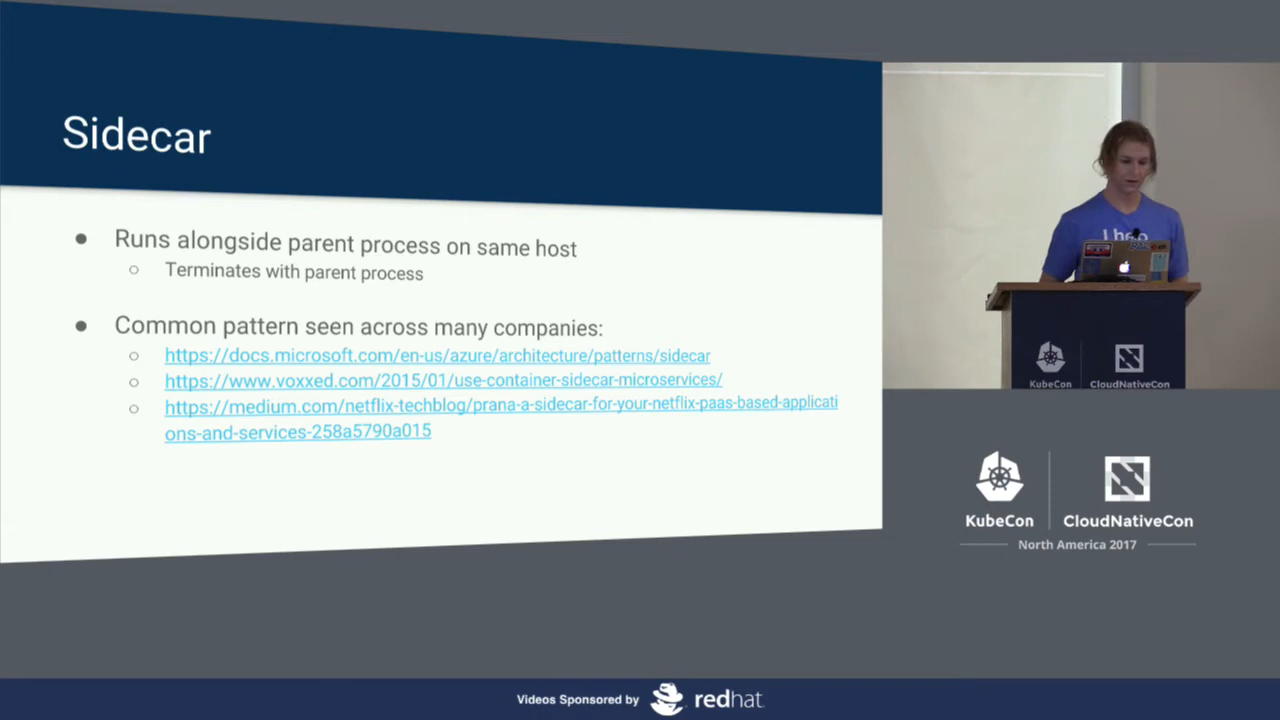 Sidecar
● Runs alongside parent process on same host
○ Terminates with parent process
● Common pattern seen across many companies:
○ https://docs.microsoft.com/en-us/azure/architecture/patterns/sidecar
○ https://www.voxxed.com/2015/01/use-container-sidecar-microservices/
○ https://medium.com/netflix-techblog/prana-a-sidecar-for-your-netflix-paas-based-applicati
ons-and-services-258a5790a015
KubeCon CloudNativeCon
KubeCon CloudNativeCon
North America 2017
Videos Sponsored by redhat